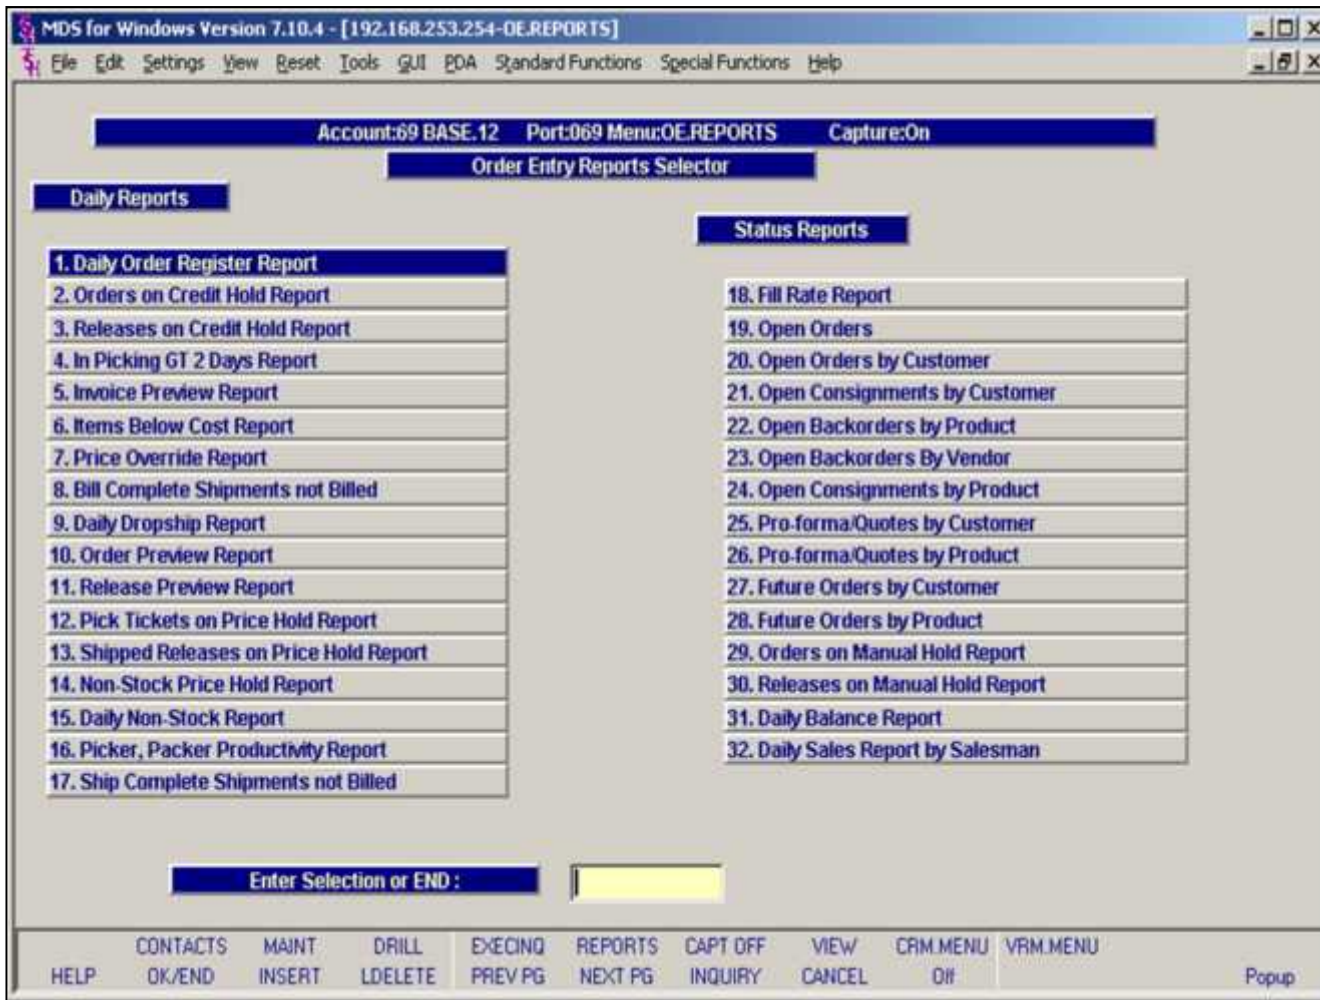 MDS for Windows Version 7.10.4 - [192.168.253.254-OE.REPORTS]
File Edit Settings View Reset Tools GUI PDA Standard Functions Special Functions Help
Account:69 BASE.12 Port:069 Menu:OE.REPORTS Capture:On
Order Entry Reports Selector
Daily Reports
1. Daily Order Register Report
2. Orders on Credit Hold Report
3. Releases on Credit Hold Report
4. In Picking GT 2 Days Report
5. Invoice Preview Report
6. Items Below Cost Report
7. Price Override Report
8. Bill Complete Shipments not Billed
9. Daily Dropship Report
10. Order Preview Report
11. Release Preview Report
12. Pick Tickets on Price Hold Report
13. Shipped Releases on Price Hold Report
14. Non-Stock Price Hold Report
15. Daily Non-Stock Report
16. Picker, Packer Productivity Report
17. Ship Complete Shipments not Billed
Status Reports
18. Fill Rate Report
19. Open Orders
20. Open Orders by Customer
21. Open Consignments by Customer
22. Open Backorders by Product
23. Open Backorders By Vendor
24. Open Consignments by Product
25. Pro-forma/Quotes by Customer
26. Pro-forma/Quotes by Product
27. Future Orders by Customer
28. Future Orders by Product
29. Orders on Manual Hold Report
30. Releases on Manual Hold Report
31. Daily Balance Report
32. Daily Sales Report by Salesman
Enter Selection or END :
CONTACTS MAINT DRILL EXECINQ REPORTS CAPT OFF VIEW CRM.MENU VRM.MENU
HELP OK/END INSERT LDELETE PREV PG NEXT PG INQUIRY CANCEL Off Popup